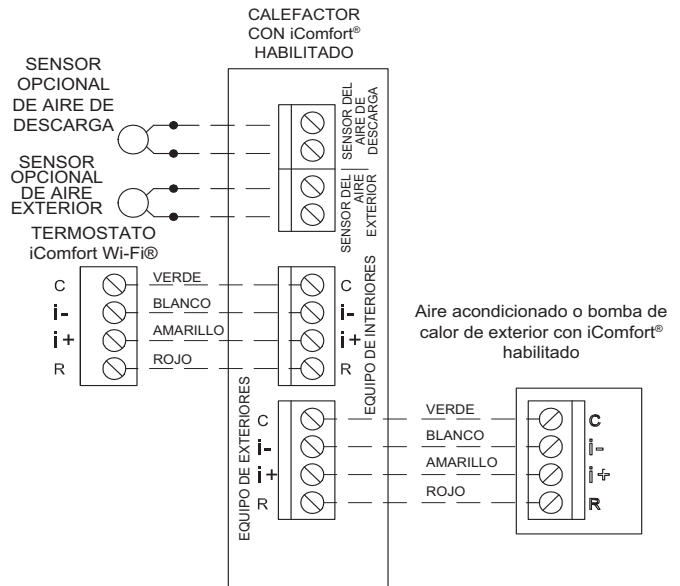 CALEFACTOR
CON iComfort®
HABILITADO
SENSOR
OPCIONAL
DE AIRE DE
DESCARGA
SENSOR DEL
AIRE DE
DESCARGA
SENSOR
OPCIONAL
DE AIRE
EXTERIOR
SENSOR DEL
AIRE
EXTERIOR
TERMOSTATO
iComfort Wi-Fi®
C
i-
i+
R
VERDE
BLANCO
AMARILLO
ROJO
C
i-
i+
R
EQUIPO DE INTERIORES
Aire acondicionado o bomba de
calor de exterior con iComfort®
habilitado
EQUIPO DE EXTERIORES
C
i-
i+
R
VERDE
BLANCO
AMARILLO
ROJO
C
i-
i+
R